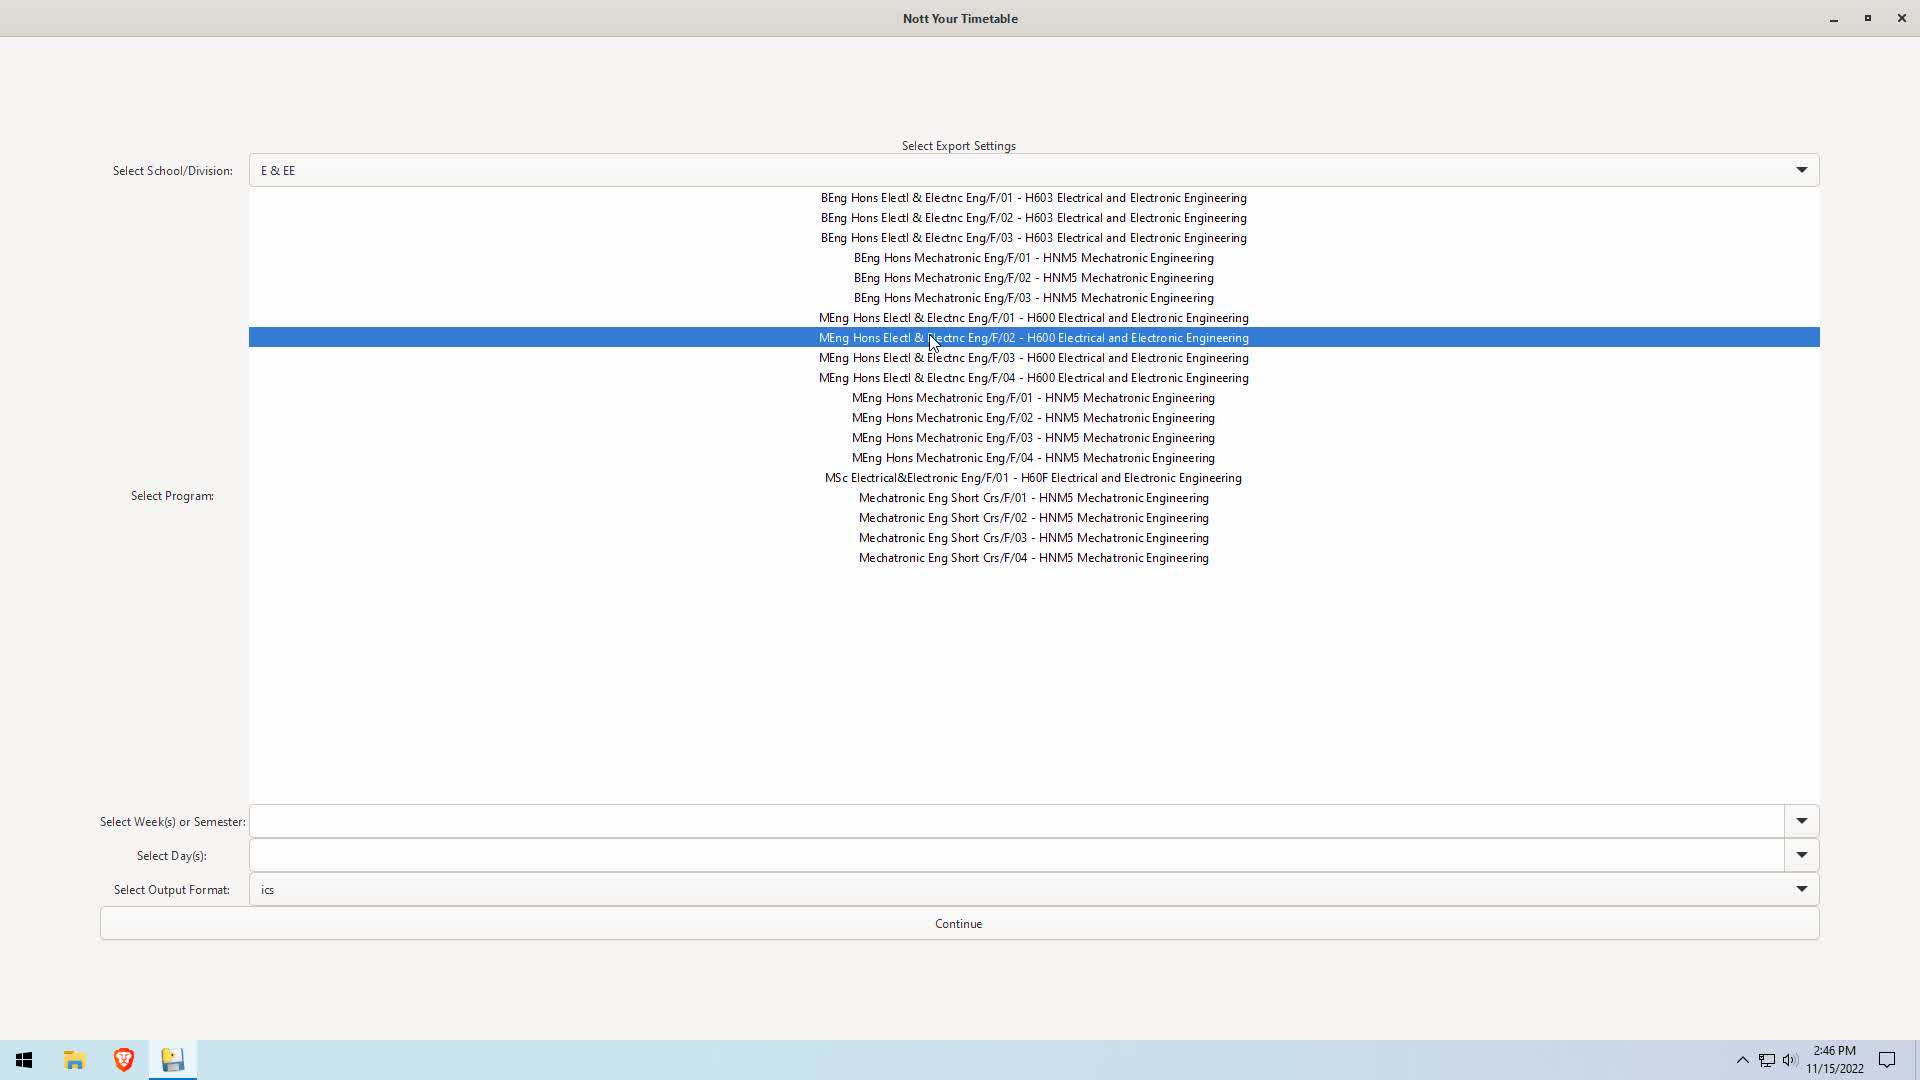 Nott Your Timetable
Select Export Settings
Select School/Division: E & EE
BEng Hons Electl & Electnc Eng/F/01 - H603 Electrical and Electronic Engineering
BEng Hons Electl & Electnc Eng/F/02 - H603 Electrical and Electronic Engineering
BEng Hons Electl & Electnc Eng/F/03 - H603 Electrical and Electronic Engineering
BEng Hons Mechatronic Eng/F/01 - HNM5 Mechatronic Engineering
BEng Hons Mechatronic Eng/F/02 - HNM5 Mechatronic Engineering
BEng Hons Mechatronic Eng/F/03 - HNM5 Mechatronic Engineering
MEng Hons Electl & Electnc Eng/F/01 - H600 Electrical and Electronic Engineering
MEng Hons Electl & Electnc Eng/F/02 - H600 Electrical and Electronic Engineering
MEng Hons Electl & Electnc Eng/F/03 - H600 Electrical and Electronic Engineering
MEng Hons Electl & Electnc Eng/F/04 - H600 Electrical and Electronic Engineering
MEng Hons Mechatronic Eng/F/01 - HNM5 Mechatronic Engineering
MEng Hons Mechatronic Eng/F/02 - HNM5 Mechatronic Engineering
MEng Hons Mechatronic Eng/F/03 - HNM5 Mechatronic Engineering
MEng Hons Mechatronic Eng/F/04 - HNM5 Mechatronic Engineering
MSc Electrical&Electronic Eng/F/01 - H60F Electrical and Electronic Engineering
Select Program:
Mechatronic Eng Short Crs/F/01 - HNM5 Mechatronic Engineering
Mechatronic Eng Short Crs/F/02 - HNM5 Mechatronic Engineering
Mechatronic Eng Short Crs/F/03 - HNM5 Mechatronic Engineering
Mechatronic Eng Short Crs/F/04 - HNM5 Mechatronic Engineering
Select Week(s) or Semester:
Select Day(s):
Select Output Format: ics
Continue
2:46 PM
11/15/2022